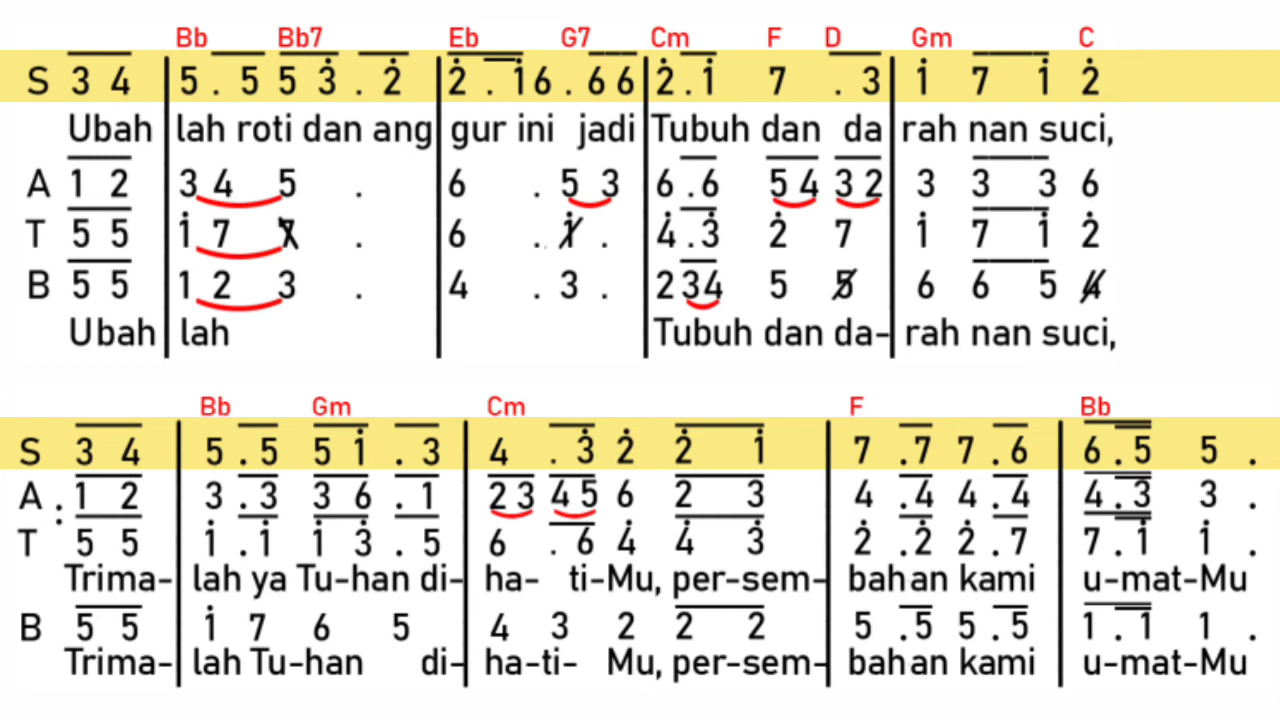 Bb Bb7 Eb G7 Cm F D Gm C
S 3 4 | 5 . 5 5 3̇ . 2̇ | 2̇ . 1̇ 6 . 6 6 | 2̇ . 1̇ 7 . 3 | 1̇ 7 1̇ 2̇
Ubah lah roti dan ang gur ini jadi Tubuh dan da rah nan suci,
A 1 2 | 3 4 5 . | 6 . 5 3 | 6 . 6 5 4 3 2 | 3 3 3 6
T 5 5 | 1̇ 7 7̸ . | 6 . 1̸̇ . | 4̇ . 3̇ 2̇ 7 | 1̇ 7 1̇ 2̇
B 5 5 | 1 2 3 . | 4 . 3 . | 2 3 4 5 5̸ | 6 6 5 4̸
Ubah lah Tubuh dan da- rah nan suci,
Bb Gm Cm F Bb
S 3 4 | 5 . 5 5 1̇ . 3 | 4 . 3̇ 2̇ 2̇ 1̇ | 7 . 7 7 . 6 | 6 . 5 5 .
A : 1 2 | 3 . 3 3 6 . 1 | 2 3 4 5 6 2 3 | 4 . 4 4 . 4 | 4 . 3 3 .
T 5 5 | 1̇ . 1̇ 1̇ 3̇ . 5 | 6 . 6 4̇ 4̇ 3̇ | 2̇ . 2̇ 2̇ . 7 | 7 . 1̇ 1̇ .
Trima- lah ya Tu-han di- ha- ti-Mu, per-sem- bahan kami u-mat-Mu
B 5 5 | 1̇ 7 6 5 | 4 3 2 2 2 | 5 . 5 5 . 5 | 1 . 1 1 .
Trima- lah Tu-han di- ha-ti- Mu, per-sem- bahan kami u-mat-Mu